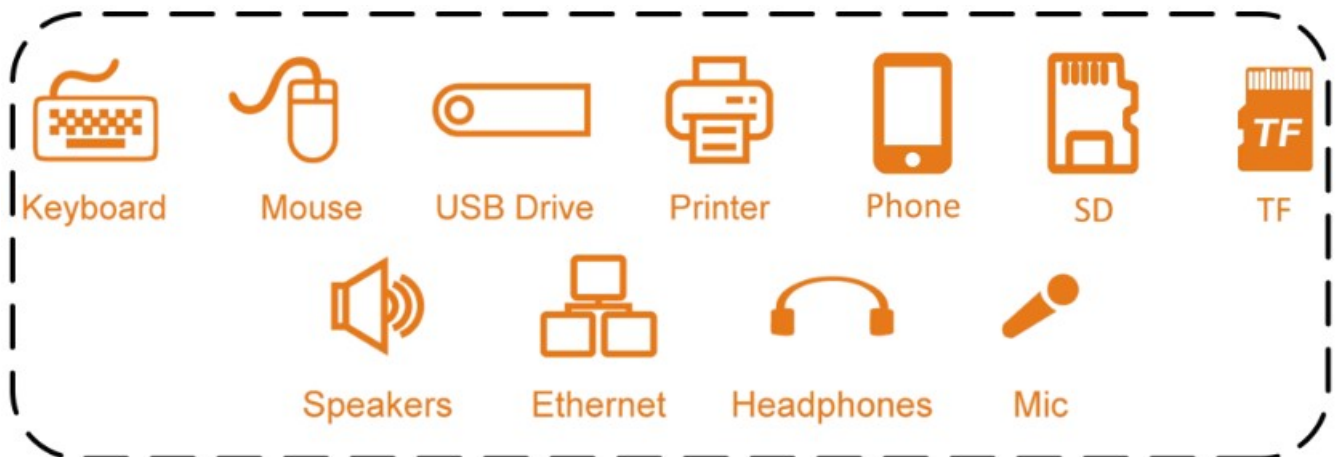 Keyboard Mouse USB Drive Printer Phone SD TF
TF
Speakers Ethernet Headphones Mic